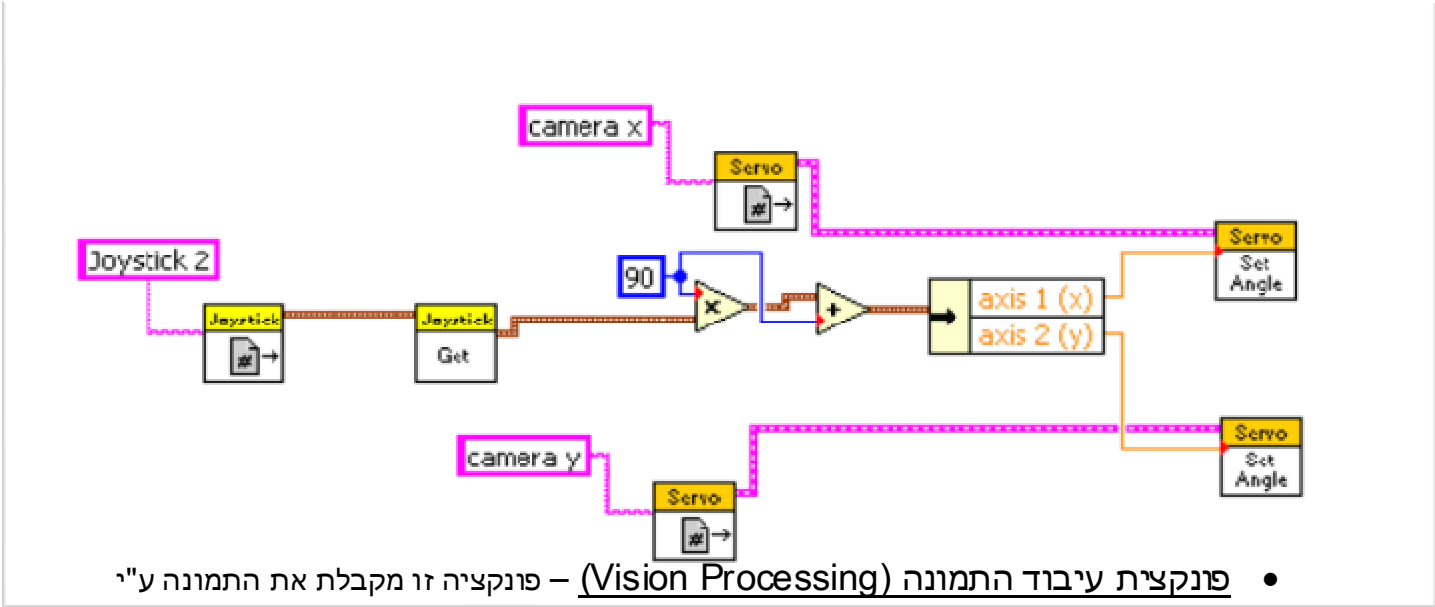 camera x
Servo
#
Servo
Set
Angle
Joystick 2
90
Joystick
#
Joystick
Get
x
+
axis 1 (x)
axis 2 (y)
camera y
Servo
#
Servo
Set
Angle
• פונקצית עיבוד התמונה (Vision Processing) – פונקציה זו מקבלת את התמונה ע"י